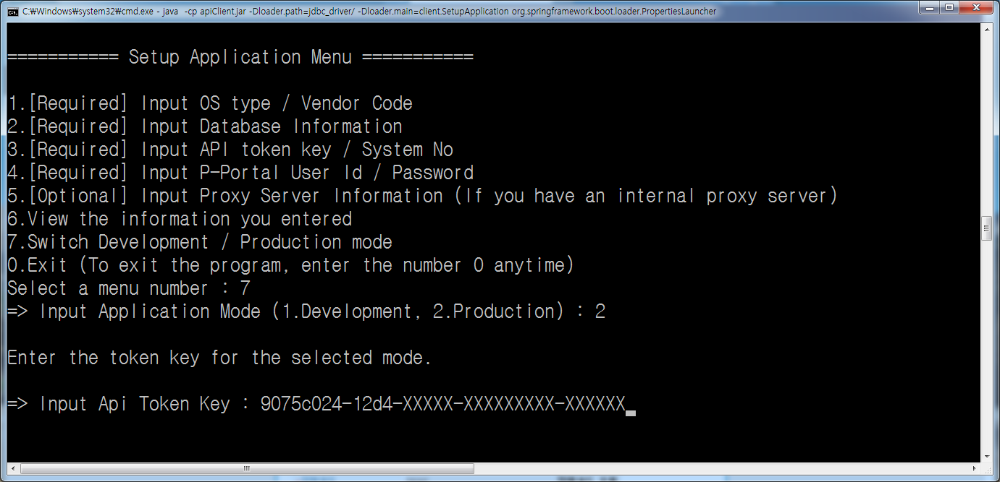 C:₩Windows₩system32₩cmd.exe - java -cp apiClient.jar -Dloader.path=jdbc_driver/ -Dloader.main=client.SetupApplication org.springframework.boot.loader.PropertiesLauncher
=========== Setup Application Menu ===========
1.[Required] Input OS type / Vendor Code
2.[Required] Input Database Information
3.[Required] Input API token key / System No
4.[Required] Input P-Portal User Id / Password
5.[Optional] Input Proxy Server Information (If you have an internal proxy server)
6.View the information you entered
7.Switch Development / Production mode
0.Exit (To exit the program, enter the number 0 anytime)
Select a menu number : 7
=> Input Application Mode (1.Development, 2.Production) : 2
Enter the token key for the selected mode.
=> Input Api Token Key : 9075c024-12d4-XXXXX-XXXXXXXXX-XXXXXX